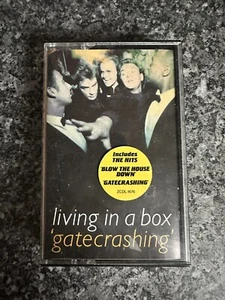 includes
THE HITS
'BLOW THE HOUSE
DOWN'
'GATECRASHING'
living in a box
'gatecrashing'